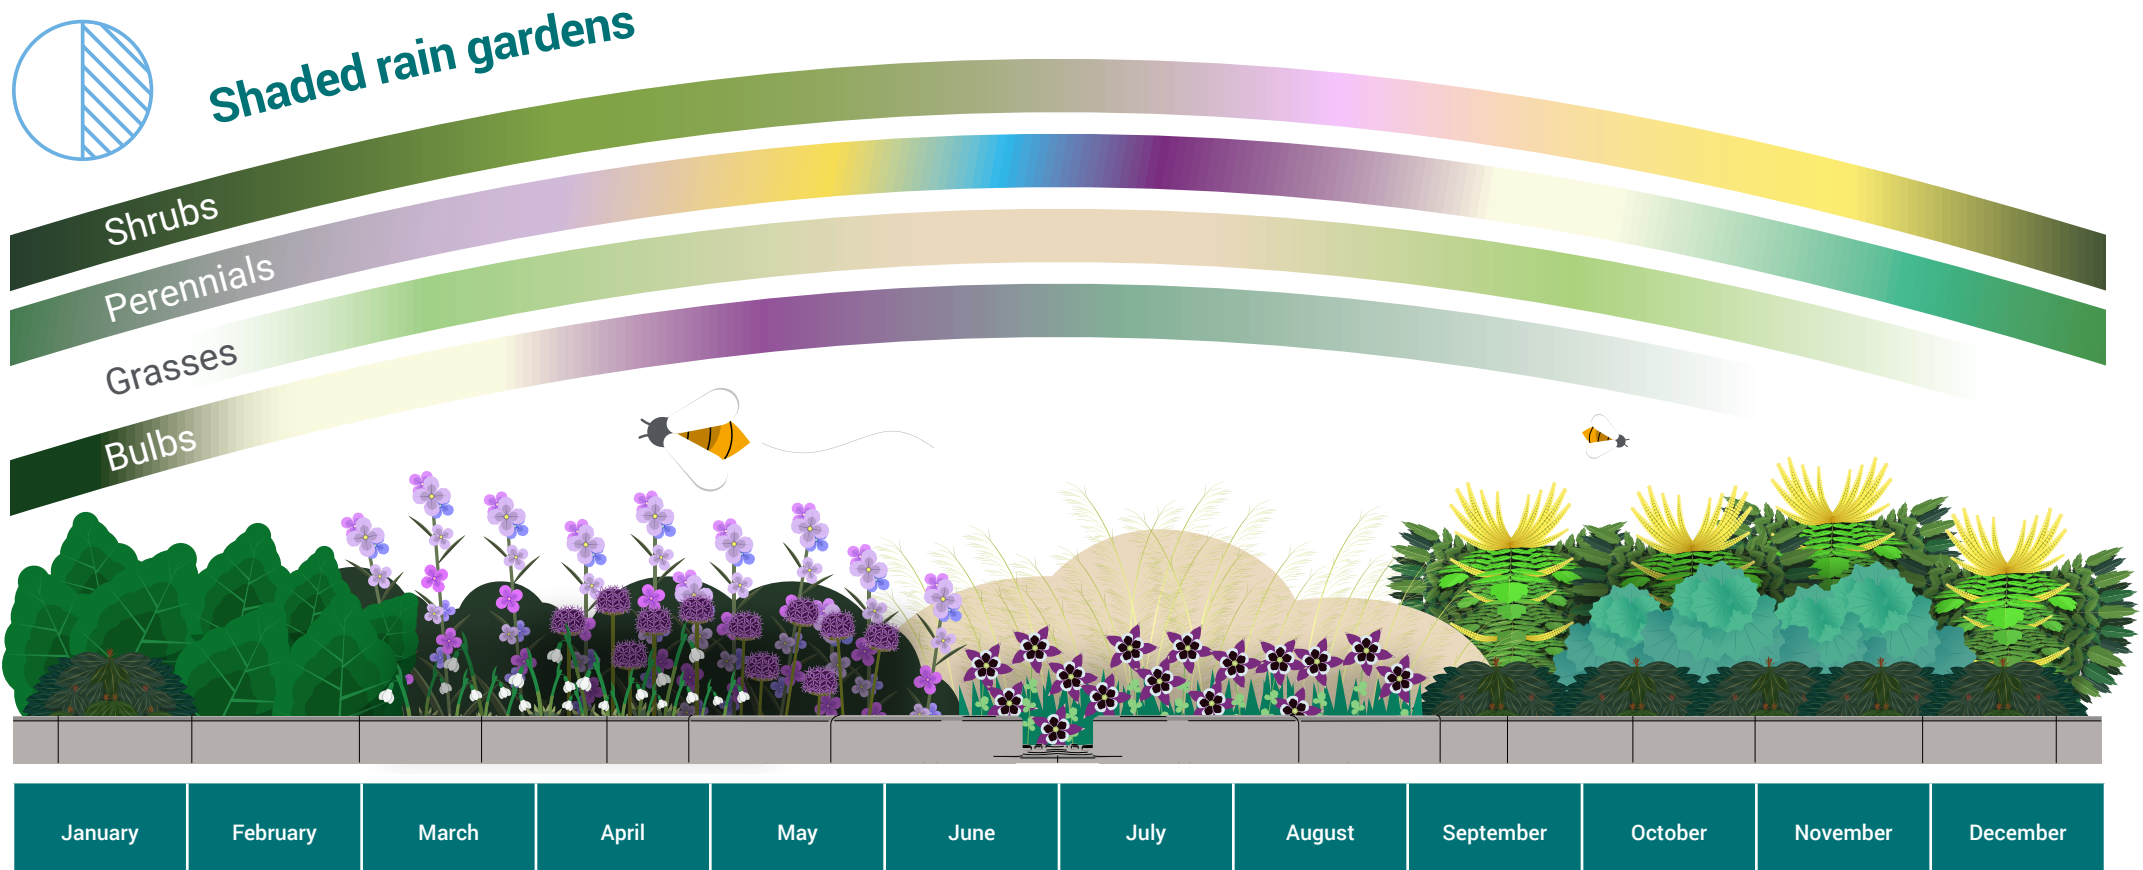 Shaded rain gardens
Shrubs
Perennials
Grasses
Bulbs
January
February
March
April
May
June
July
August
September
October
November
December